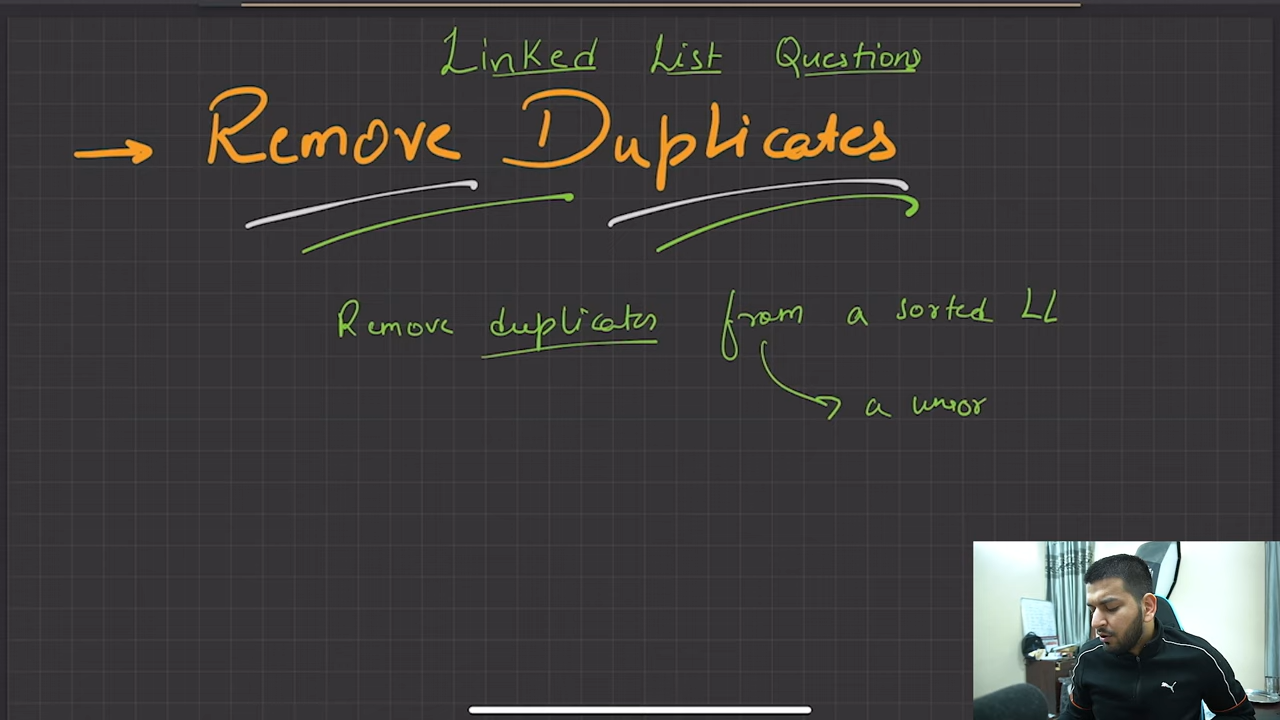 Linked List Questions
→ Remove Duplicates
Remove duplicates from a sorted LL
a unsor